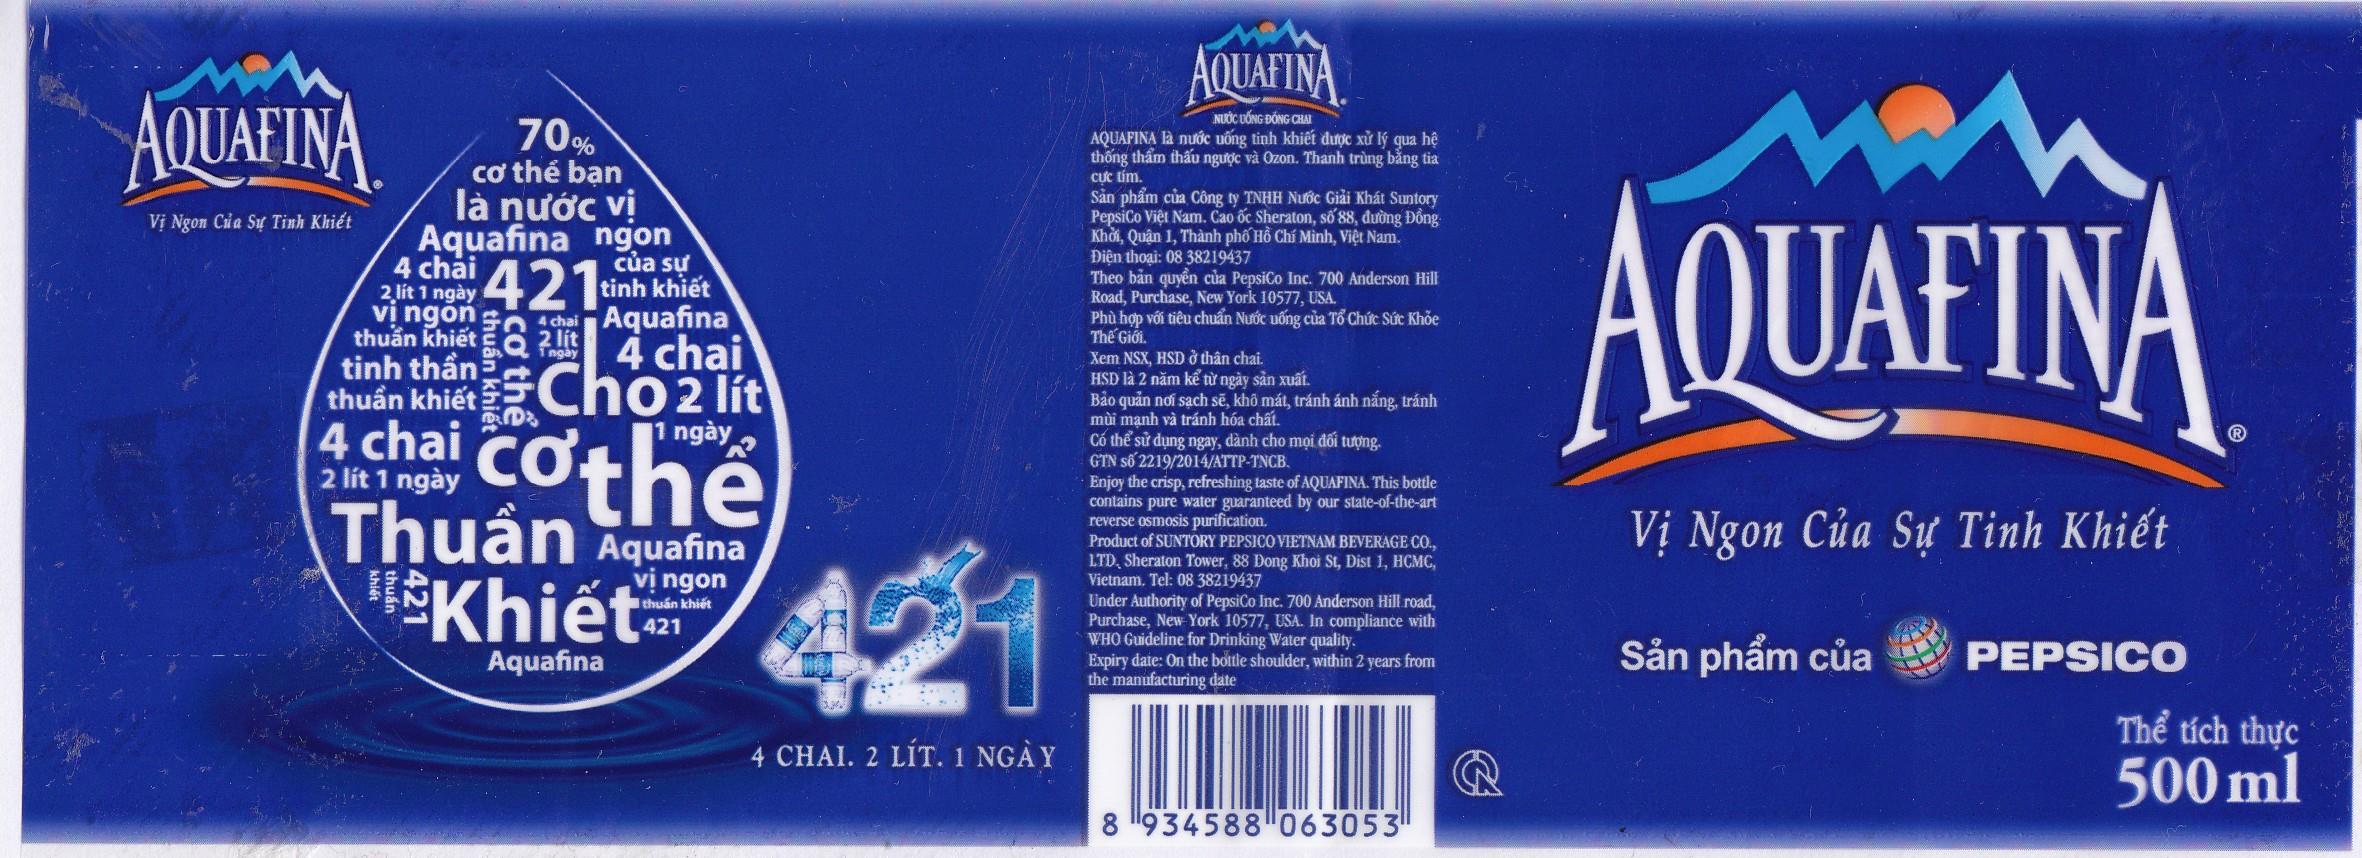 AQUAFINA
®
Vị Ngon Của Sự Tinh Khiết
70%
cơ thể bạn
là nước vị
Aquafina ngon
4 chai 421 của sự
2 lít 1 ngày tinh khiết
vị ngon
thuần khiết
cơ thể
4 chai
2 lít
1 ngày
Aquafina
thuần khiết
tinh thần
4 chai
thuần khiết
Cho 2 lít
1 ngày
4 chai
2 lít 1 ngày
cơ thể
Thuần
Aquafina
thuần
khiết
421
Khiết
vị ngon
thuần khiết
421
Aquafina
421
4 CHAI. 2 LÍT. 1 NGÀY
AQUAFINA
®
NƯỚC UỐNG ĐÓNG CHAI
AQUAFINA là nước uống tinh khiết được xử lý qua hệ
thống thẩm thấu ngược và Ozon. Thanh trùng bằng tia
cực tím.
Sản phẩm của Công ty TNHH Nước Giải Khát Suntory
PepsiCo Việt Nam. Cao ốc Sheraton, số 88, đường Đồng
Khởi, Quận 1, Thành phố Hồ Chí Minh, Việt Nam.
Điện thoại: 08 38219437
Theo bản quyền của PepsiCo Inc. 700 Anderson Hill
Road, Purchase, New York 10577, USA.
Phù hợp với tiêu chuẩn Nước uống của Tổ Chức Sức Khỏe
Thế Giới.
Xem NSX, HSD ở thân chai.
HSD là 2 năm kể từ ngày sản xuất.
Bảo quản nơi sạch sẽ, khô mát, tránh ánh nắng, tránh
mùi mạnh và tránh hóa chất.
Có thể sử dụng ngay, dành cho mọi đối tượng.
GTN số 2219/2014/ATTP-TNCB.
Enjoy the crisp, refreshing taste of AQUAFINA. This bottle
contains pure water guaranteed by our state-of-the-art
reverse osmosis purification.
Product of SUNTORY PEPSICO VIETNAM BEVERAGE CO.,
LTD. Sheraton Tower, 88 Dong Khoi St, Dist 1, HCMC,
Vietnam. Tel: 08 38219437
Under Authority of PepsiCo Inc. 700 Anderson Hill road,
Purchase, New York 10577, USA. In compliance with
WHO Guideline for Drinking Water quality.
Expiry date: On the bottle shoulder, within 2 years from
the manufacturing date
8 934588 063053
AQUAFINA
®
Vị Ngon Của Sự Tinh Khiết
Sản phẩm của PEPSICO
Thể tích thực
500 ml